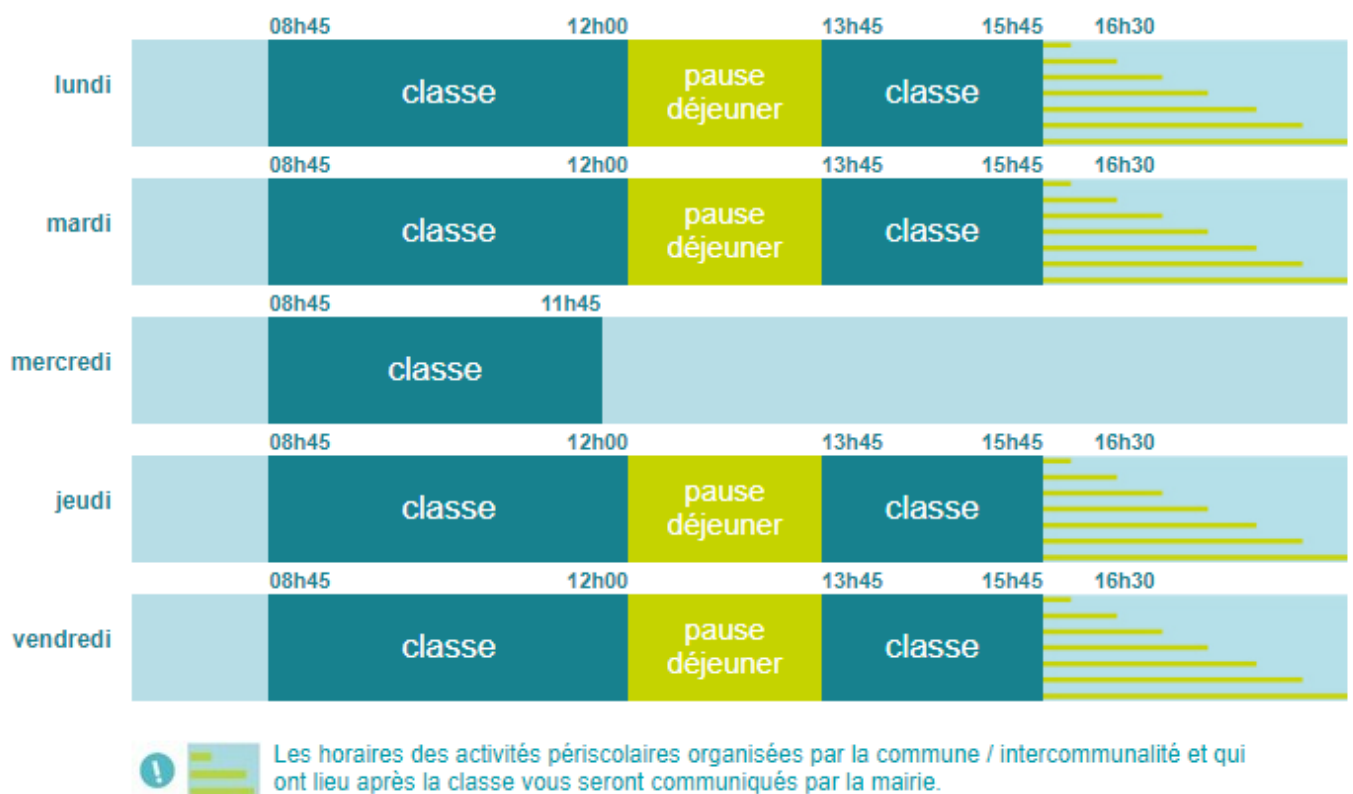 08h45 12h00 13h45 15h45 16h30
lundi classe pause déjeuner classe
08h45 12h00 13h45 15h45 16h30
mardi classe pause déjeuner classe
08h45 11h45
mercredi classe
08h45 12h00 13h45 15h45 16h30
jeudi classe pause déjeuner classe
08h45 12h00 13h45 15h45 16h30
vendredi classe pause déjeuner classe
! Les horaires des activités périscolaires organisées par la commune / intercommunalité et qui
ont lieu après la classe vous seront communiqués par la mairie.